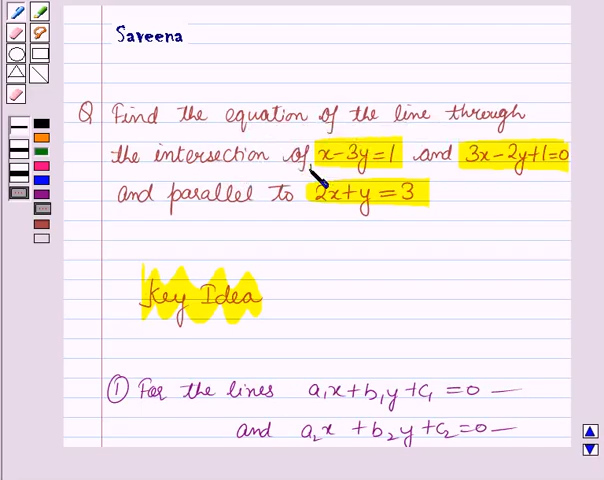 Saveena
Q Find the equation of the line through
the intersection of x-3y=1 and 3x-2y+1=0
and parallel to 2x+y=3
Key Idea
① For the lines a₁x+b₁y+c₁=0 —
and a₂x+b₂y+c₂=0 —